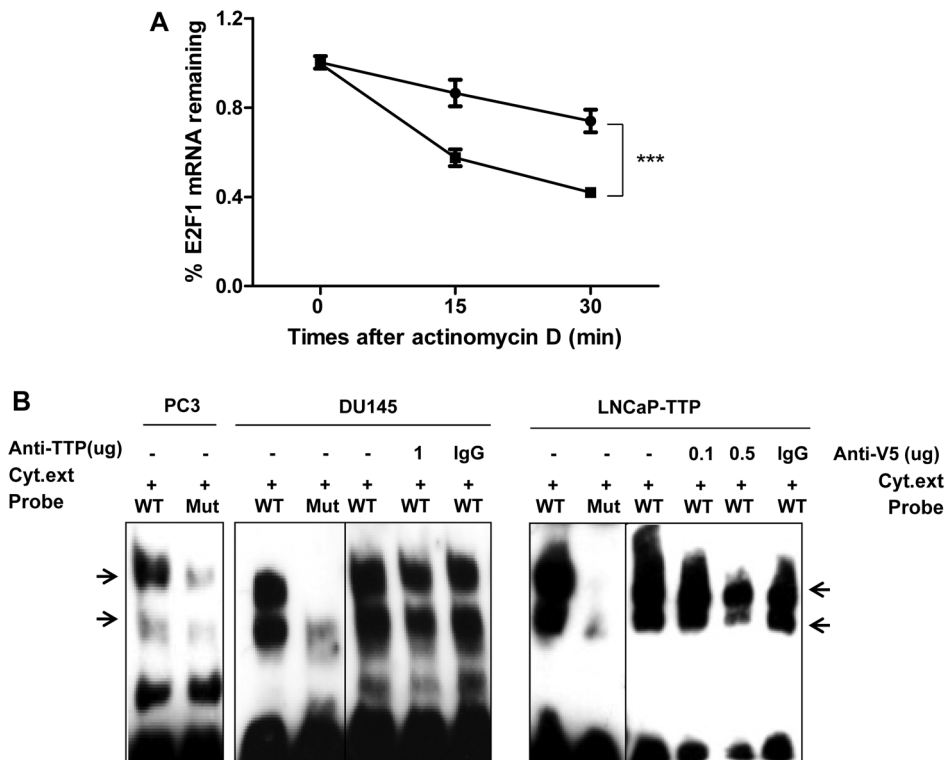 A
% E2F1 mRNA remaining
1.2
0.8
0.4
0.0
***
0 15 30
Times after actinomycin D (min)
B
PC3 DU145 LNCaP-TTP
Anti-TTP(ug) - - - - - 1 IgG - - - 0.1 0.5 IgG Anti-V5 (ug)
Cyt.ext + + + + + + + + + + + + + Cyt.ext
Probe WT Mut WT Mut WT WT WT WT Mut WT WT WT WT Probe